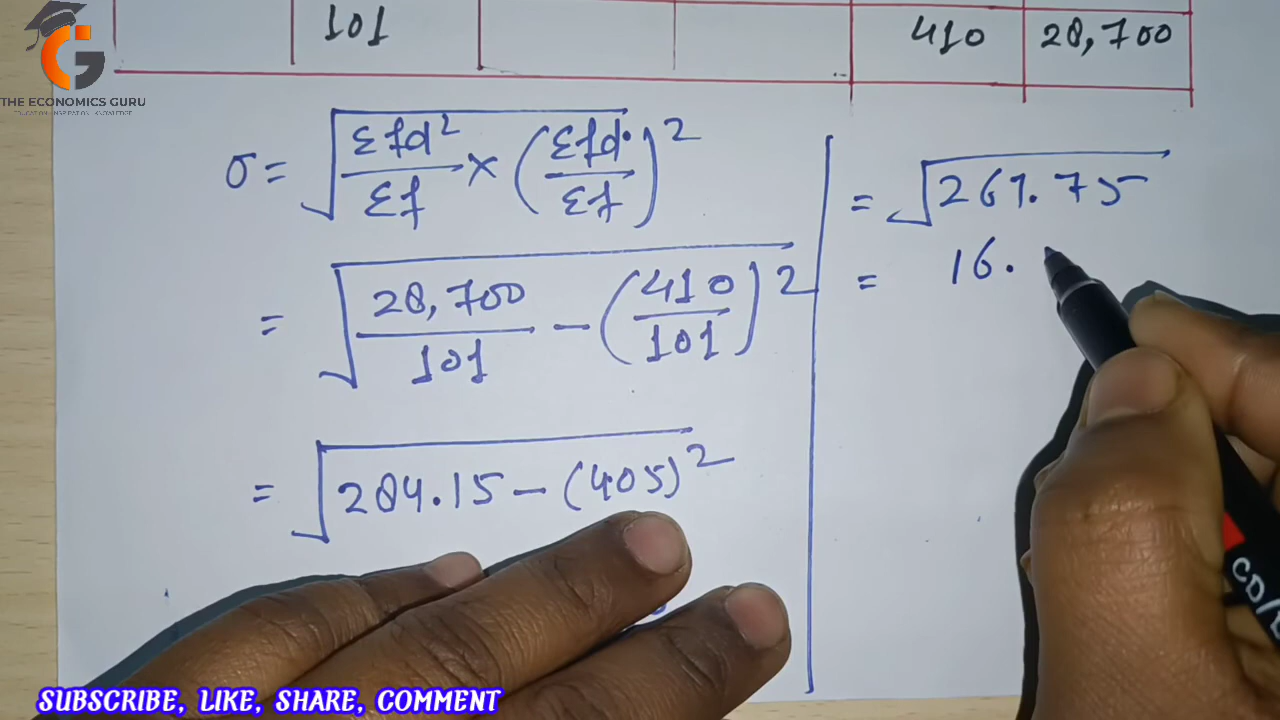 101 410 28,700
THE ECONOMICS GURU
σ = √(Σfd²/Σf) × (Σfd/Σf)²
= √(28,700/101 − (410/101)²)
= √(284.15 − (405)²)
= √267.75
= 16.
CD/
SUBSCRIBE, LIKE, SHARE, COMMENT